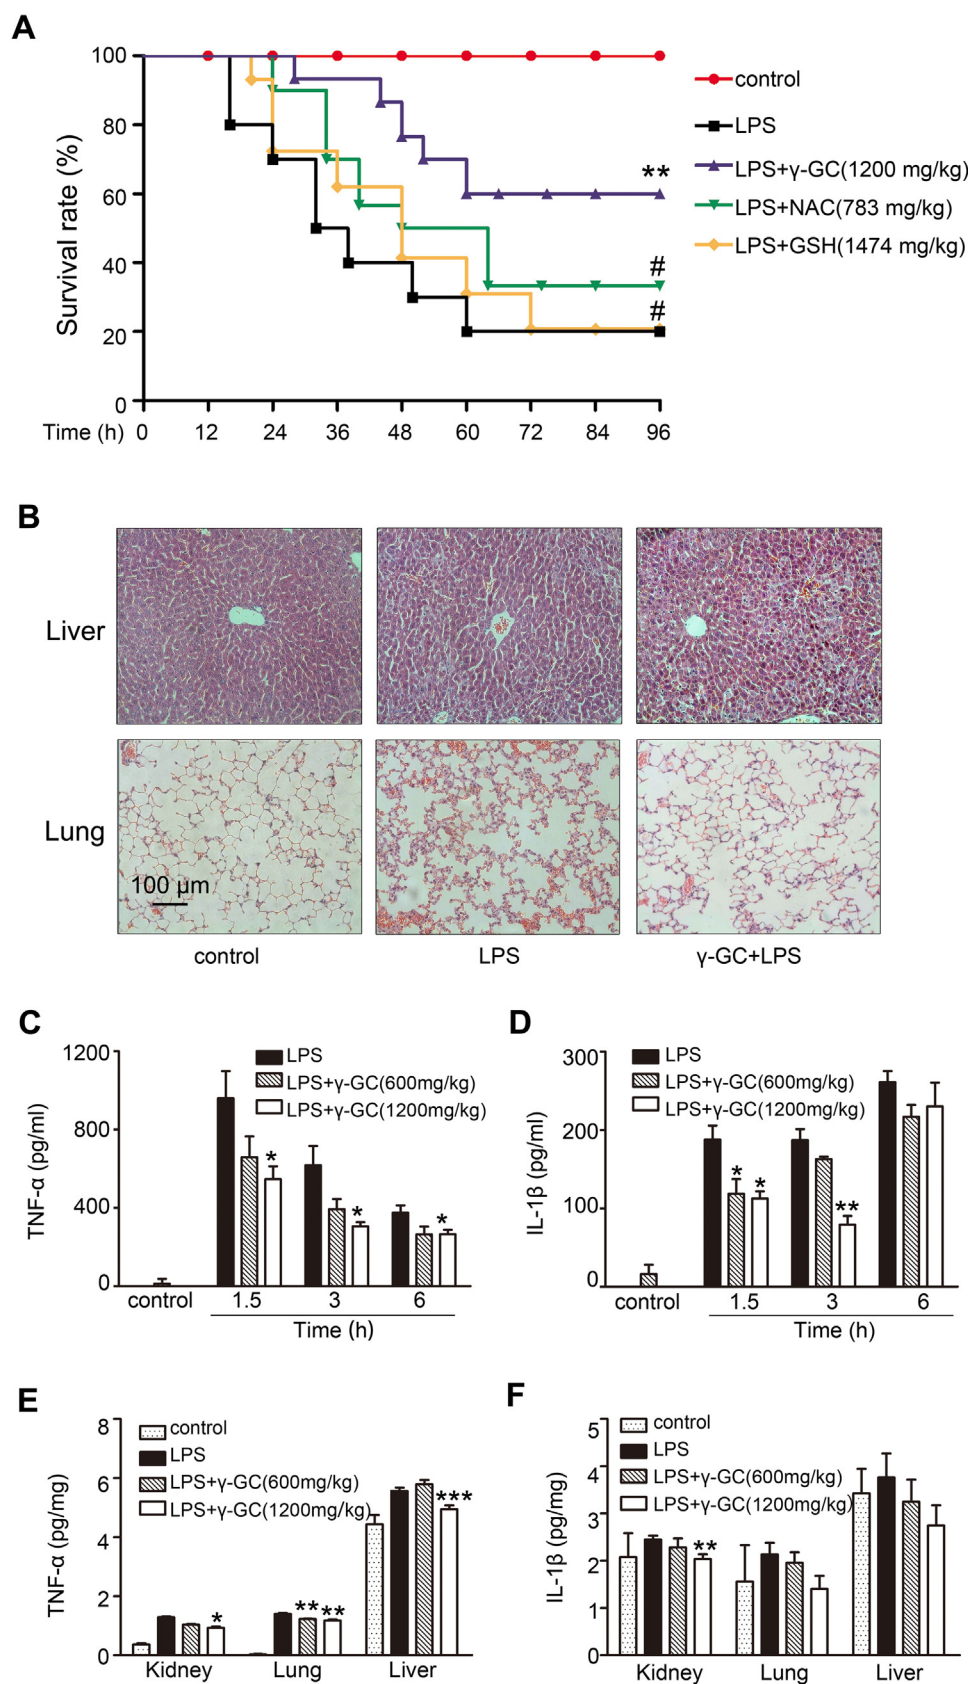 A
100
80
60
40
20
0
Survival rate (%)
Time (h) 0 12 24 36 48 60 72 84 96
**
#
#
control
LPS
LPS+γ-GC(1200 mg/kg)
LPS+NAC(783 mg/kg)
LPS+GSH(1474 mg/kg)
B
Liver
Lung
100 μm
control LPS γ-GC+LPS
C
TNF-α (pg/ml)
1200
800
400
0
LPS
LPS+γ-GC(600mg/kg)
LPS+γ-GC(1200mg/kg)
*
*
*
control 1.5 3 6
Time (h)
D
IL-1β (pg/ml)
300
200
100
0
LPS
LPS+γ-GC(600mg/kg)
LPS+γ-GC(1200mg/kg)
* *
**
control 1.5 3 6
Time (h)
E
TNF-α (pg/mg)
8
6
4
2
0
control
LPS
LPS+γ-GC(600mg/kg)
LPS+γ-GC(1200mg/kg)
*
** **
***
Kidney Lung Liver
F
IL-1β (pg/mg)
5
4
3
2
1
0
control
LPS
LPS+γ-GC(600mg/kg)
LPS+γ-GC(1200mg/kg)
**
Kidney Lung Liver